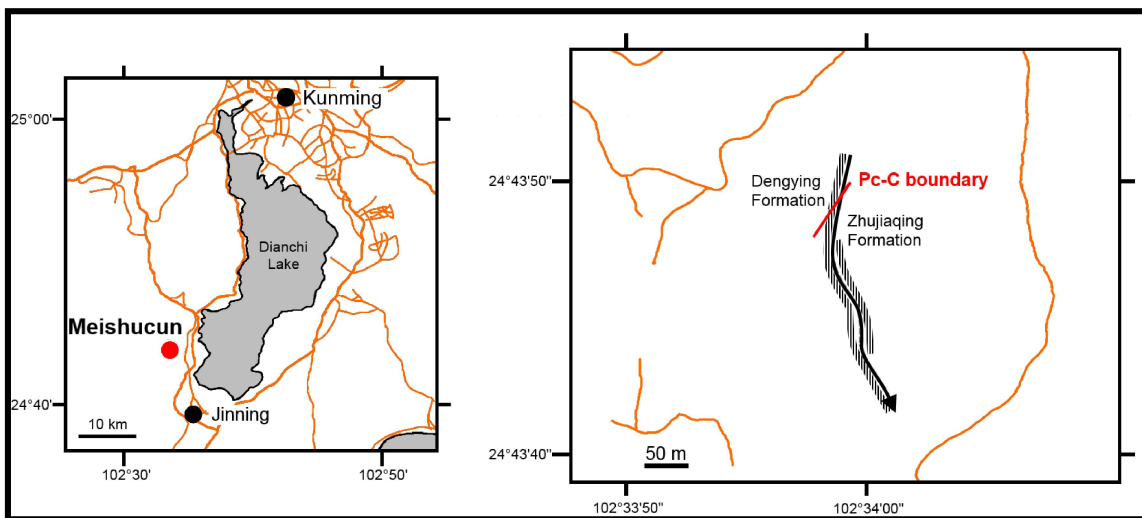 Kunming
25°00'
Dianchi
Lake
Meishucun
24°40'
Jinning
10 km
102°30'
102°50'
24°43'50"
Dengying
Formation
Pc-C boundary
Zhujiaqing
Formation
24°43'40"
50 m
102°33'50"
102°34'00"